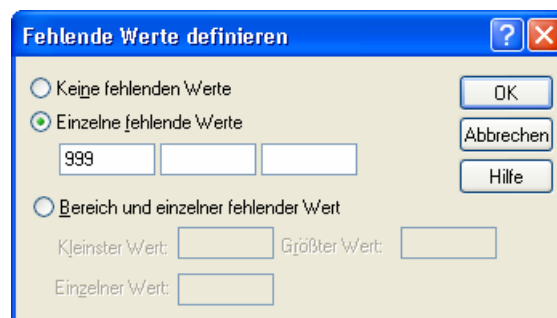 Fehlende Werte definieren ?
Keine fehlenden Werte
OK
Einzelne fehlende Werte
Abbrechen
999
Hilfe
Bereich und einzelner fehlender Wert
Kleinster Wert: Größter Wert:
Einzelner Wert: